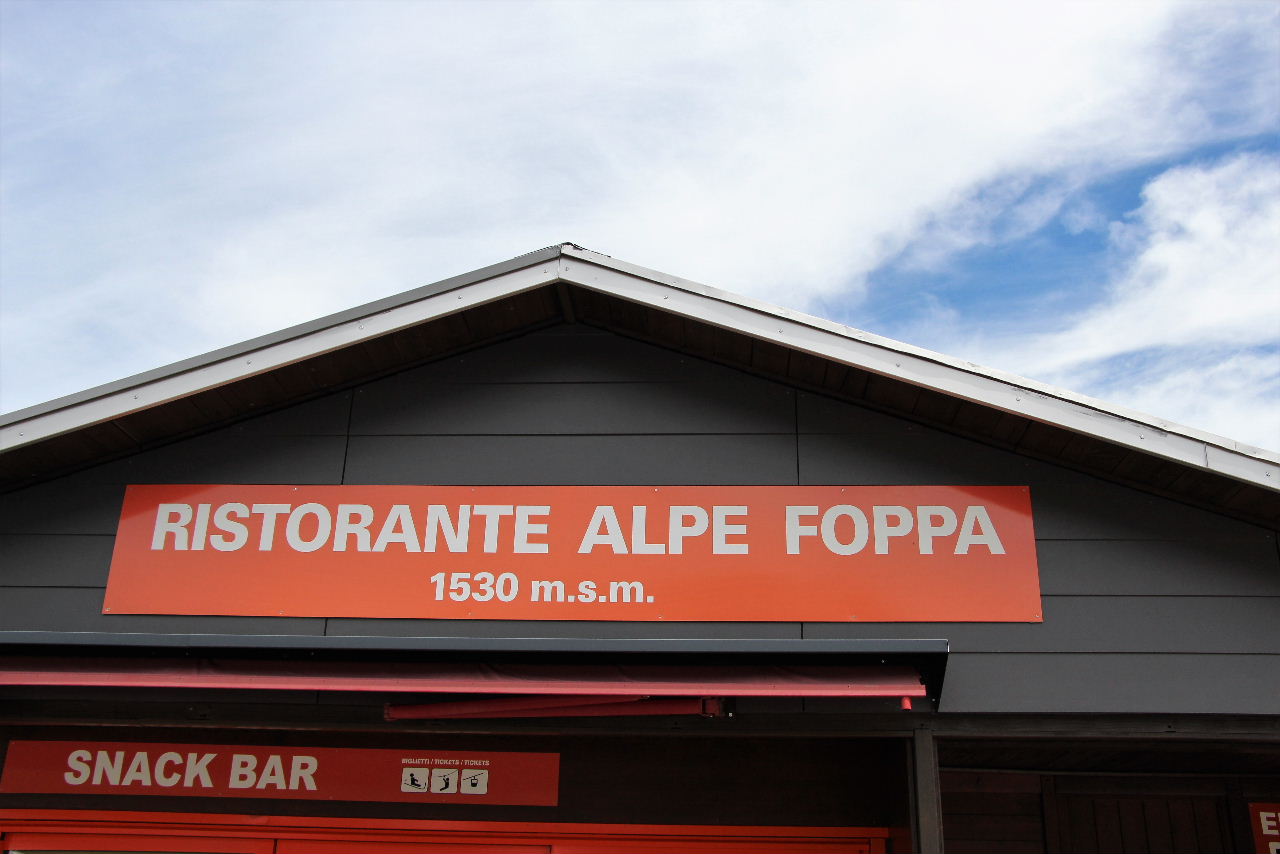 RISTORANTE ALPE FOPPA
1530 m.s.m.
SNACK BAR
BIGLIETTI / TICKETS / TICKETS